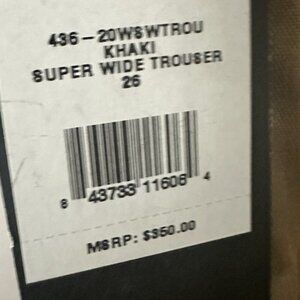 436-20WSWTROU
KHAKI
SUPER WIDE TROUSER
26
8 43733 11606 4
MSRP: $350.00